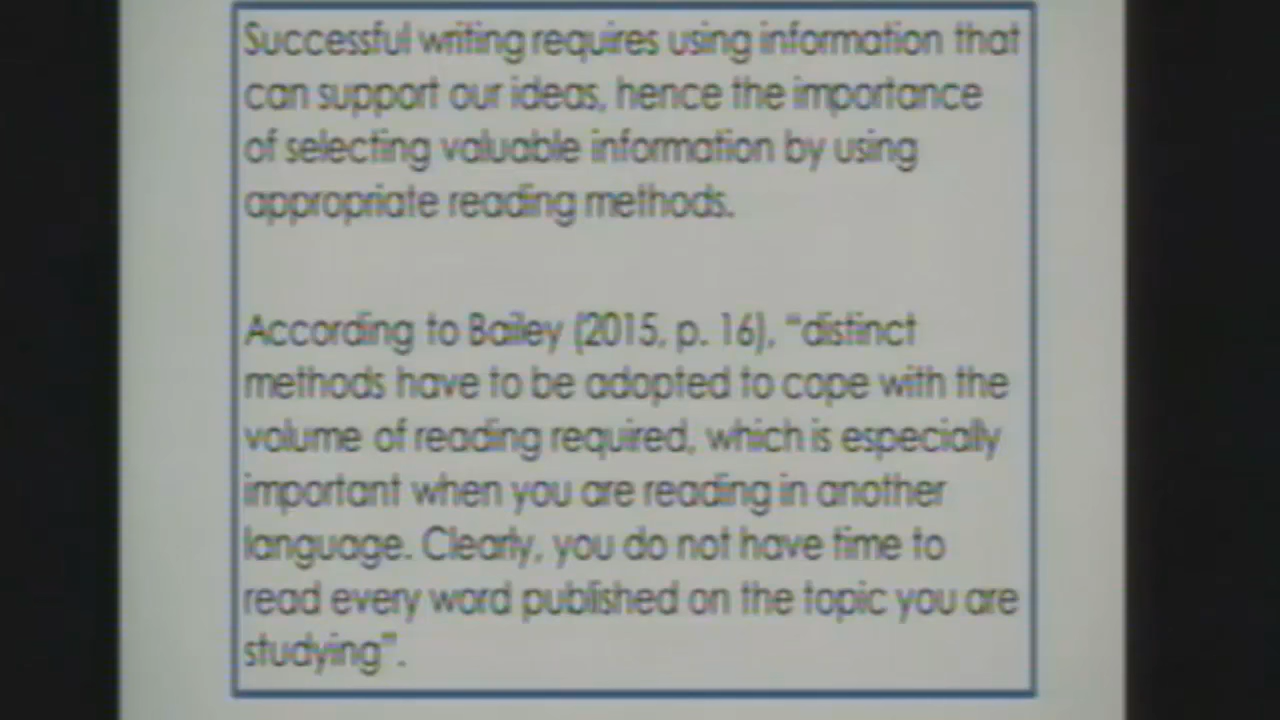 Successful writing requires using information that
can support our ideas, hence the importance
of selecting valuable information by using
appropriate reading methods.
According to Bailey (2015, p. 16), "distinct
methods have to be adopted to cope with the
volume of reading required, which is especially
important when you are reading in another
language. Clearly, you do not have time to
read every word published on the topic you are
studying".